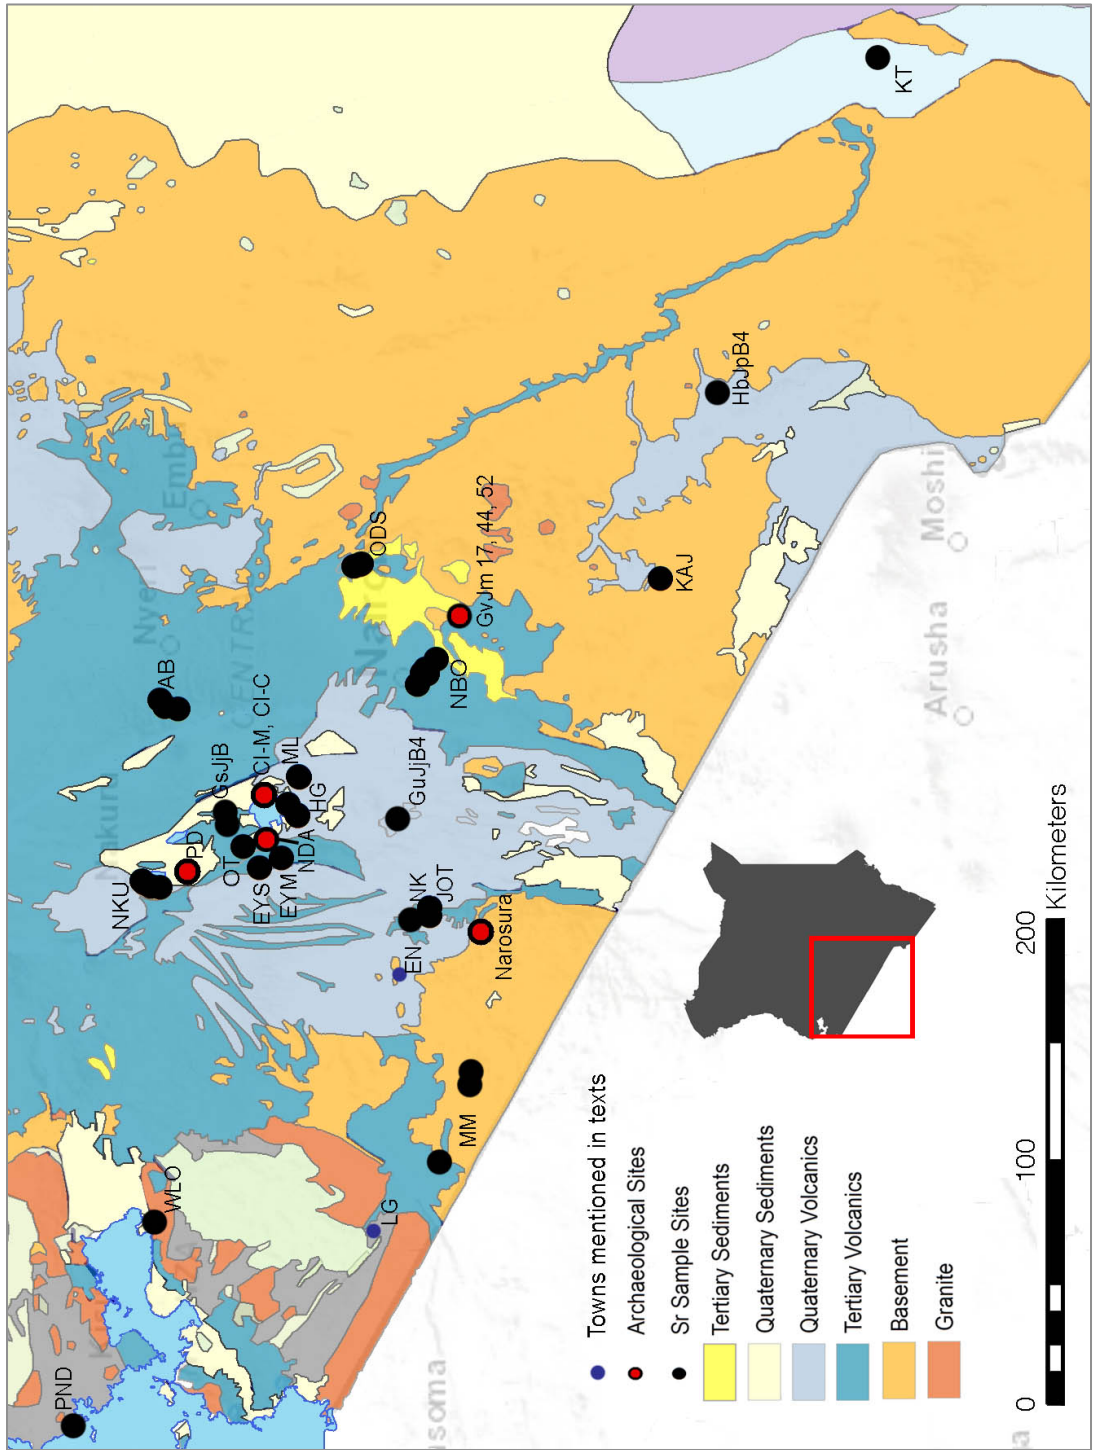 PND
WLO
LG
MM
EN
NK
JOT
Narosura
NKU
PD
OT
EYS
EYM
NDA
GsJjB
CI-M, CI-C
ML
HG
GuJjB4
AB
NBO
ODS
GvJm 17, 44, 52
KAJ
HbJpB4
KT
Nakuru
Nyeri
Embu
CENTRAL
Arusha
Moshi
Towns mentioned in texts
Archaeological Sites
Sr Sample Sites
Tertiary Sediments
Quaternary Sediments
Quaternary Volcanics
Tertiary Volcanics
Basement
Granite
0
100
200
Kilometers